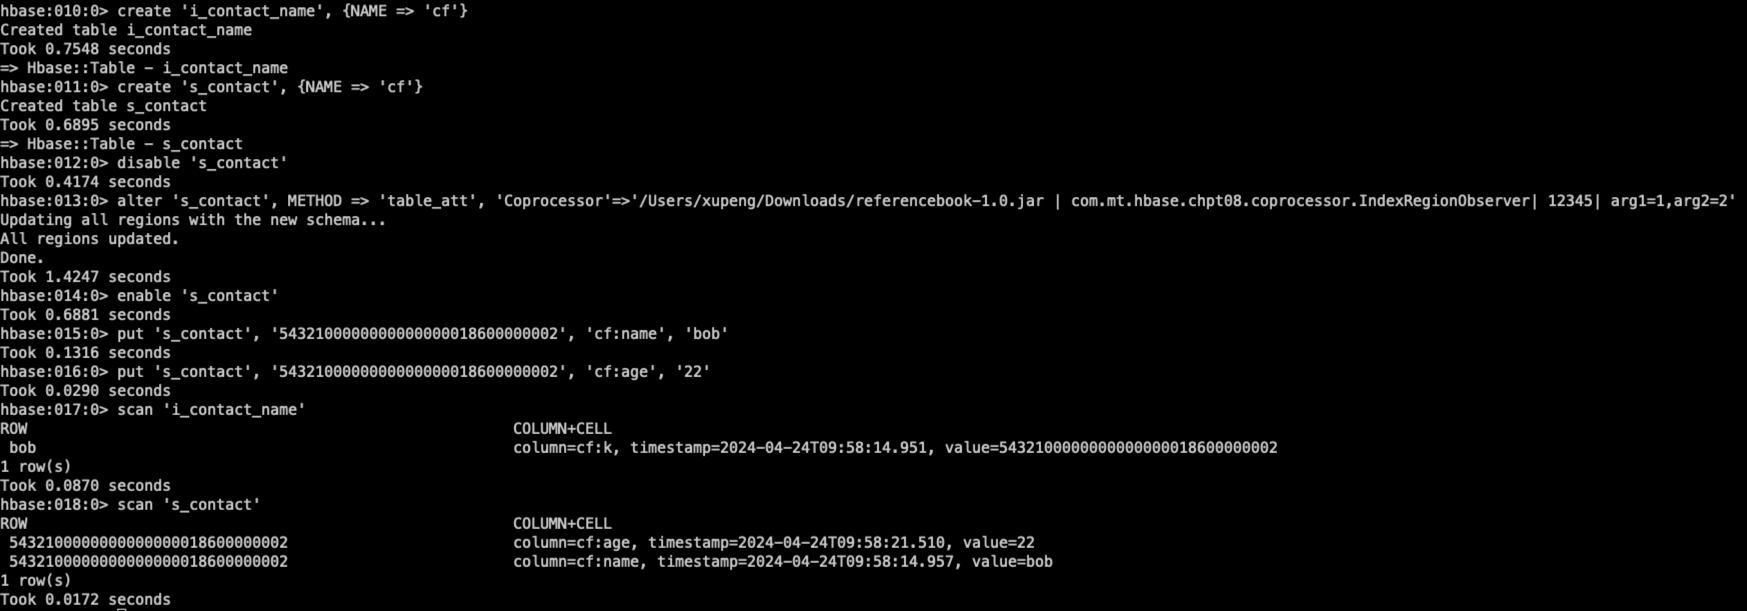 hbase:010:0> create 'i_contact_name', {NAME => 'cf'}
Created table i_contact_name
Took 0.7548 seconds
=> Hbase::Table - i_contact_name
hbase:011:0> create 's_contact', {NAME => 'cf'}
Created table s_contact
Took 0.6895 seconds
=> Hbase::Table - s_contact
hbase:012:0> disable 's_contact'
Took 0.4174 seconds
hbase:013:0> alter 's_contact', METHOD => 'table_att', 'Coprocessor'=>'/Users/xupeng/Downloads/referencebook-1.0.jar | com.mt.hbase.chpt08.coprocessor.IndexRegionObserver| 12345| arg1=1,arg2=2'
Updating all regions with the new schema...
All regions updated.
Done.
Took 1.4247 seconds
hbase:014:0> enable 's_contact'
Took 0.6881 seconds
hbase:015:0> put 's_contact', '5432100000000000000018600000002', 'cf:name', 'bob'
Took 0.1316 seconds
hbase:016:0> put 's_contact', '5432100000000000000018600000002', 'cf:age', '22'
Took 0.0290 seconds
hbase:017:0> scan 'i_contact_name'
ROW COLUMN+CELL
bob column=cf:k, timestamp=2024-04-24T09:58:14.951, value=5432100000000000000018600000002
1 row(s)
Took 0.0870 seconds
hbase:018:0> scan 's_contact'
ROW COLUMN+CELL
5432100000000000000018600000002 column=cf:age, timestamp=2024-04-24T09:58:21.510, value=22
5432100000000000000018600000002 column=cf:name, timestamp=2024-04-24T09:58:14.957, value=bob
1 row(s)
Took 0.0172 seconds